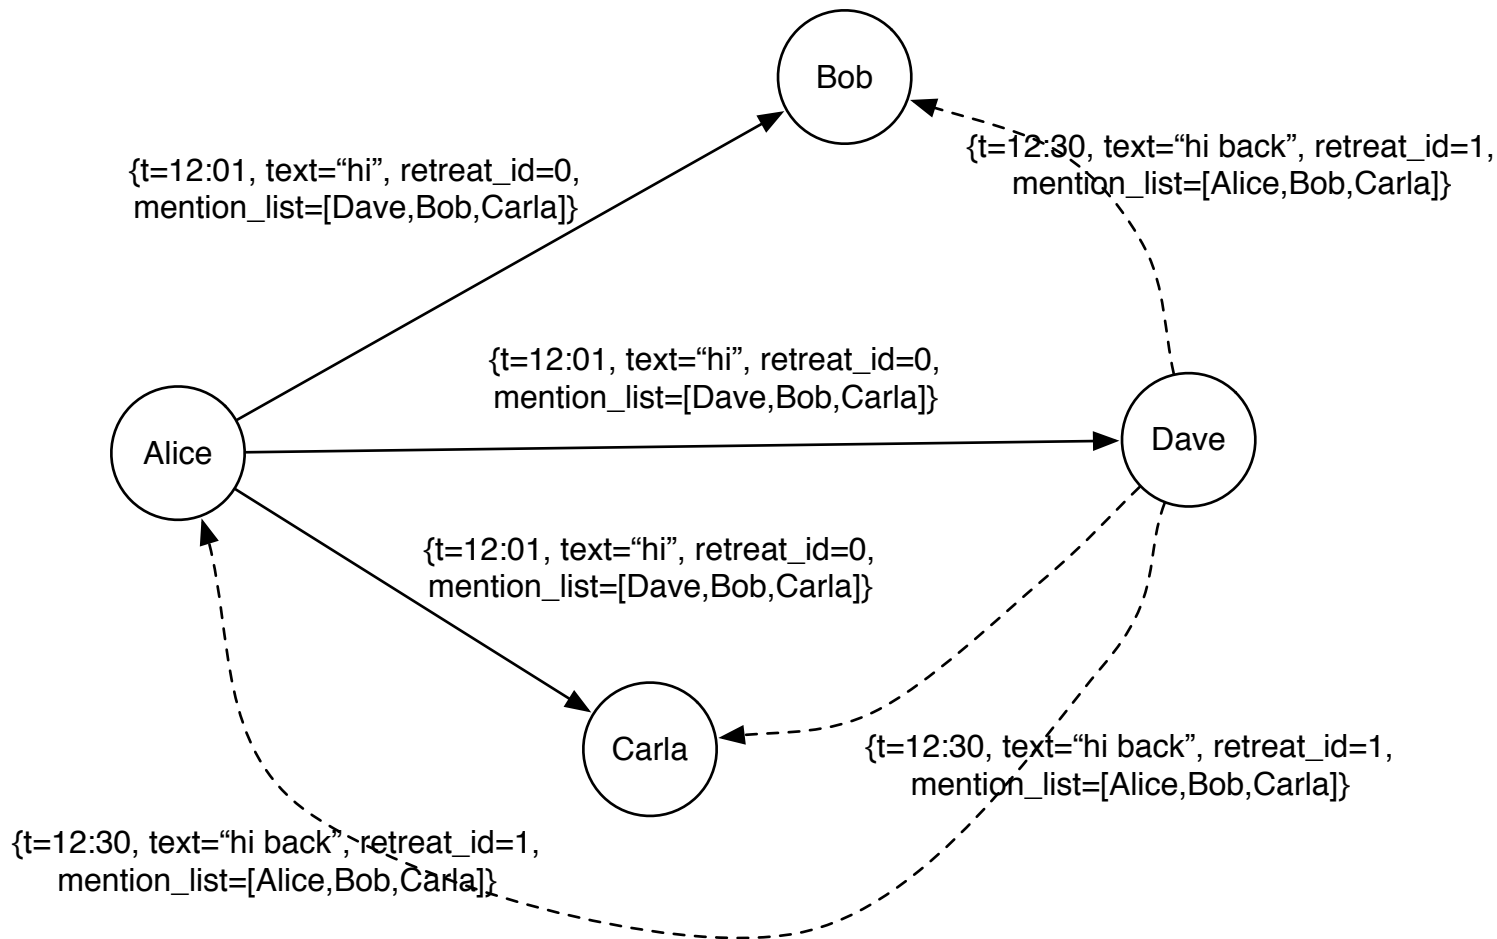 Bob
{t=12:30, text=“hi back”, retreat_id=1,
mention_list=[Alice,Bob,Carla]}
{t=12:01, text=“hi”, retreat_id=0,
mention_list=[Dave,Bob,Carla]}
{t=12:01, text=“hi”, retreat_id=0,
mention_list=[Dave,Bob,Carla]}
Alice
Dave
{t=12:01, text=“hi”, retreat_id=0,
mention_list=[Dave,Bob,Carla]}
Carla
{t=12:30, text=“hi back”, retreat_id=1,
mention_list=[Alice,Bob,Carla]}
{t=12:30, text=“hi back”, retreat_id=1,
mention_list=[Alice,Bob,Carla]}